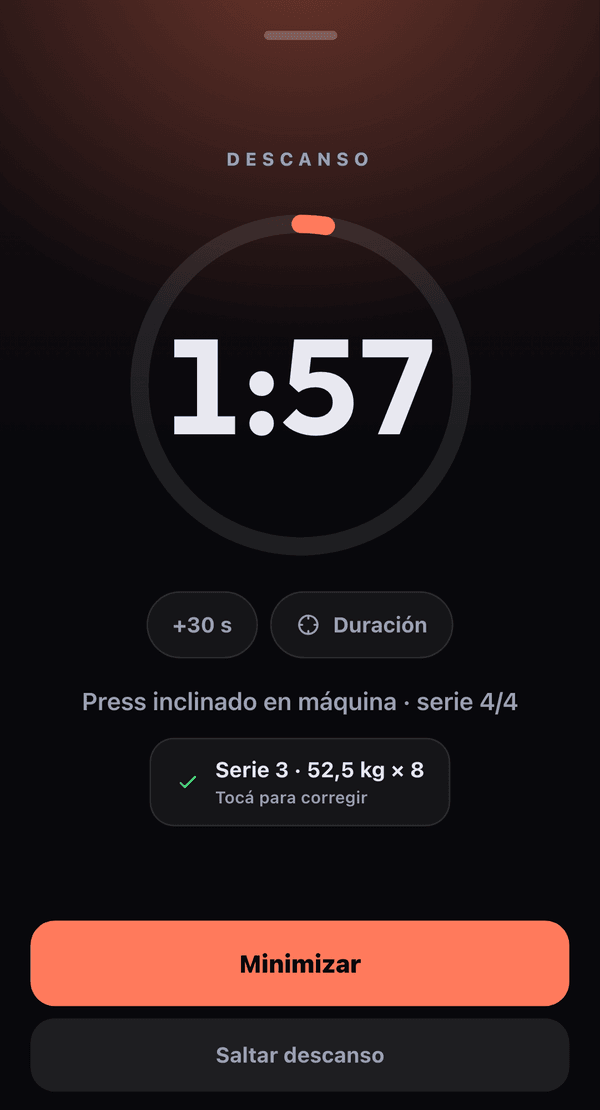 DESCANSO
1:57
+30 s
Duración
Press inclinado en máquina · serie 4/4
Serie 3 · 52,5 kg × 8
Tocá para corregir
Minimizar
Saltar descanso